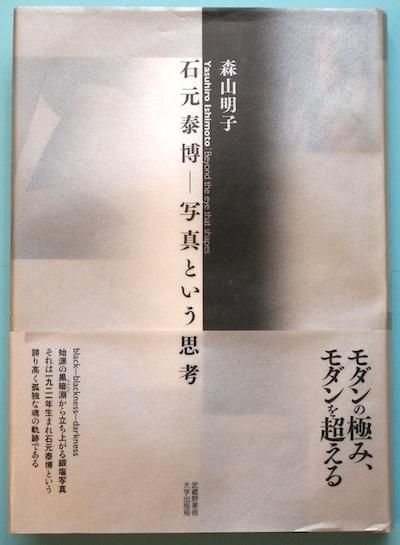 森山明子
Yasuhiro Ishimoto: Beyond the eye that shapes
石元泰博—写真という思考
モダンの極み、
モダンを超える
black—blackness—darkness
始源の黒暗淵から立ち上がる銀塩写真
それは一九二一年生まれ石元泰博という
誇り高く孤独な魂の軌跡である
武蔵野美術
大学出版局